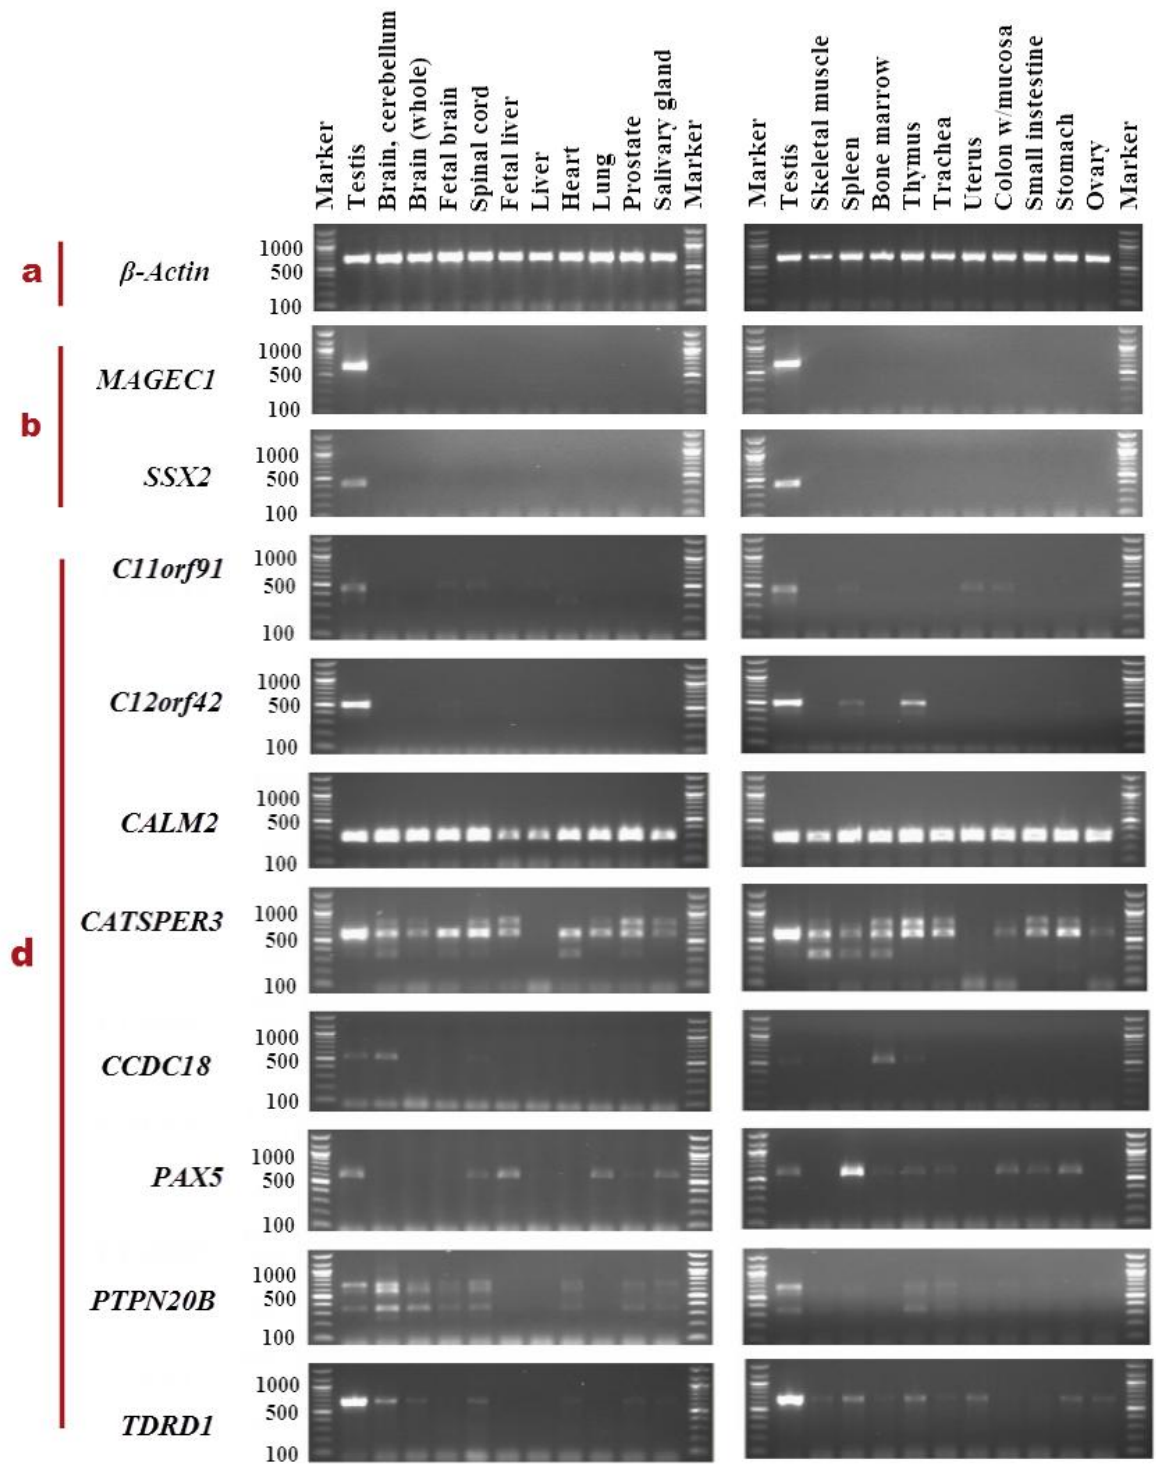 Marker
Testis
Brain, cerebellum
Brain (whole)
Fetal brain
Spinal cord
Fetal liver
Liver
Heart
Lung
Prostate
Salivary gland
Marker
Marker
Testis
Skeletal muscle
Spleen
Bone marrow
Thymus
Trachea
Uterus
Colon w/mucosa
Small instestine
Stomach
Ovary
Marker
a
β-Actin
1000
500
100
b
MAGEC1
1000
500
100
SSX2
1000
500
100
d
C11orf91
1000
500
100
C12orf42
1000
500
100
CALM2
1000
500
100
CATSPER3
1000
500
100
CCDC18
1000
500
100
PAX5
1000
500
100
PTPN20B
1000
500
100
TDRD1
1000
500
100